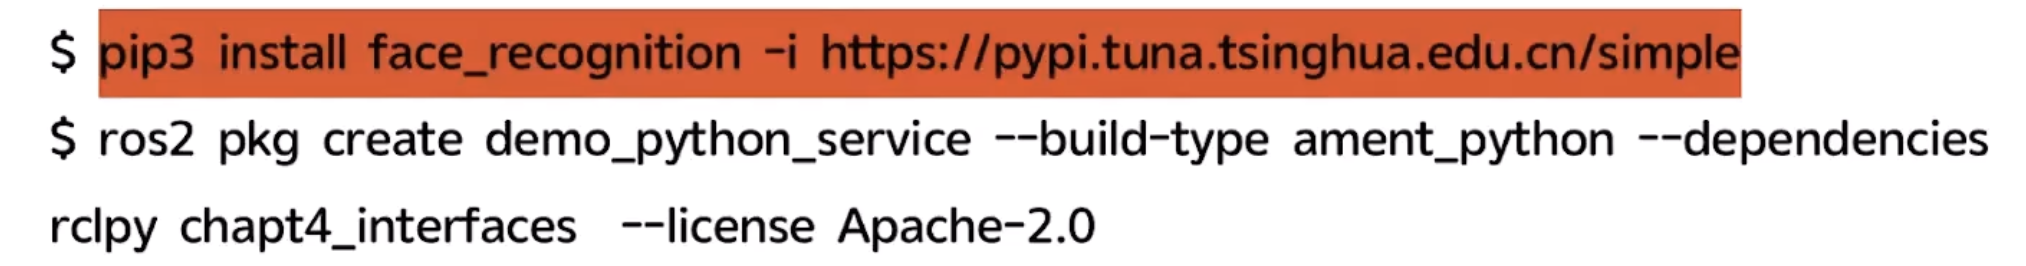 $ pip3 install face_recognition -i https://pypi.tuna.tsinghua.edu.cn/simple
$ ros2 pkg create demo_python_service --build-type ament_python --dependencies
rclpy chapt4_interfaces --license Apache-2.0